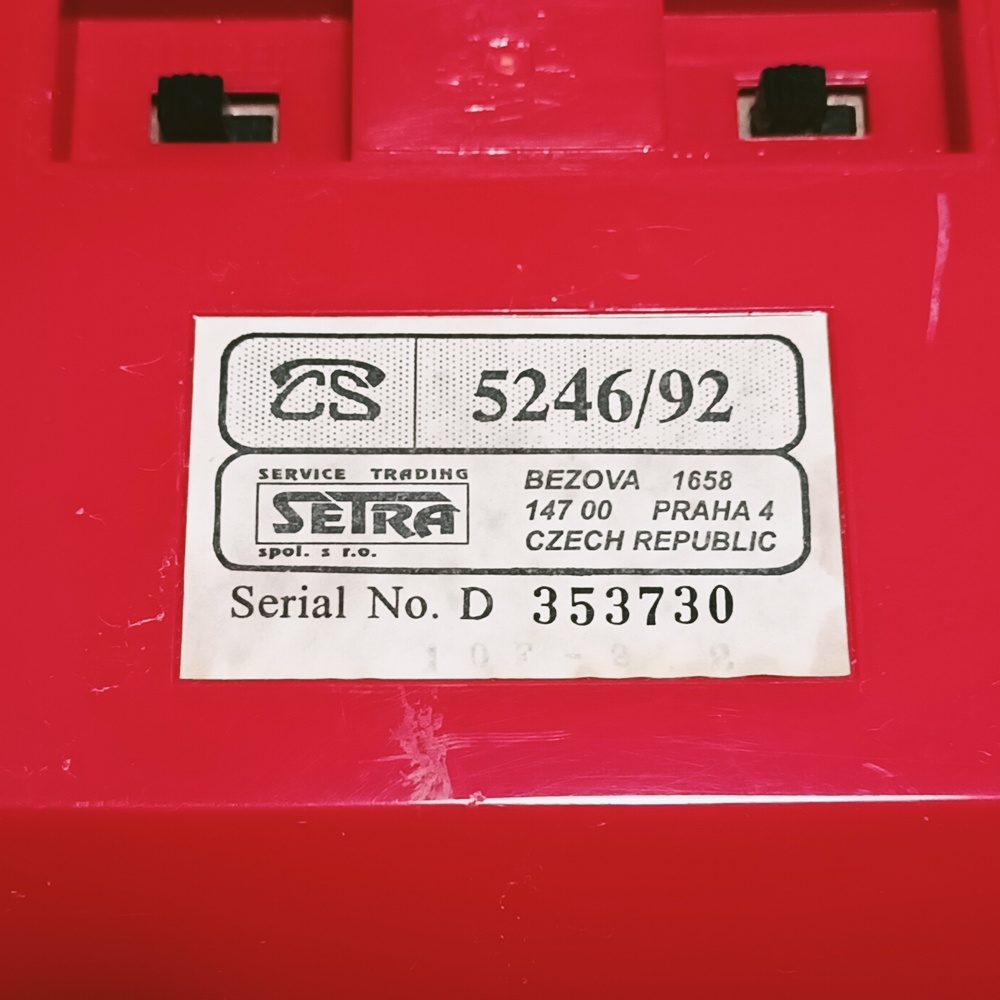 CS 5246/92
SERVICE TRADING
SETRA
spol. s r.o.
BEZOVA 1658
147 00 PRAHA 4
CZECH REPUBLIC
Serial No. D 353730